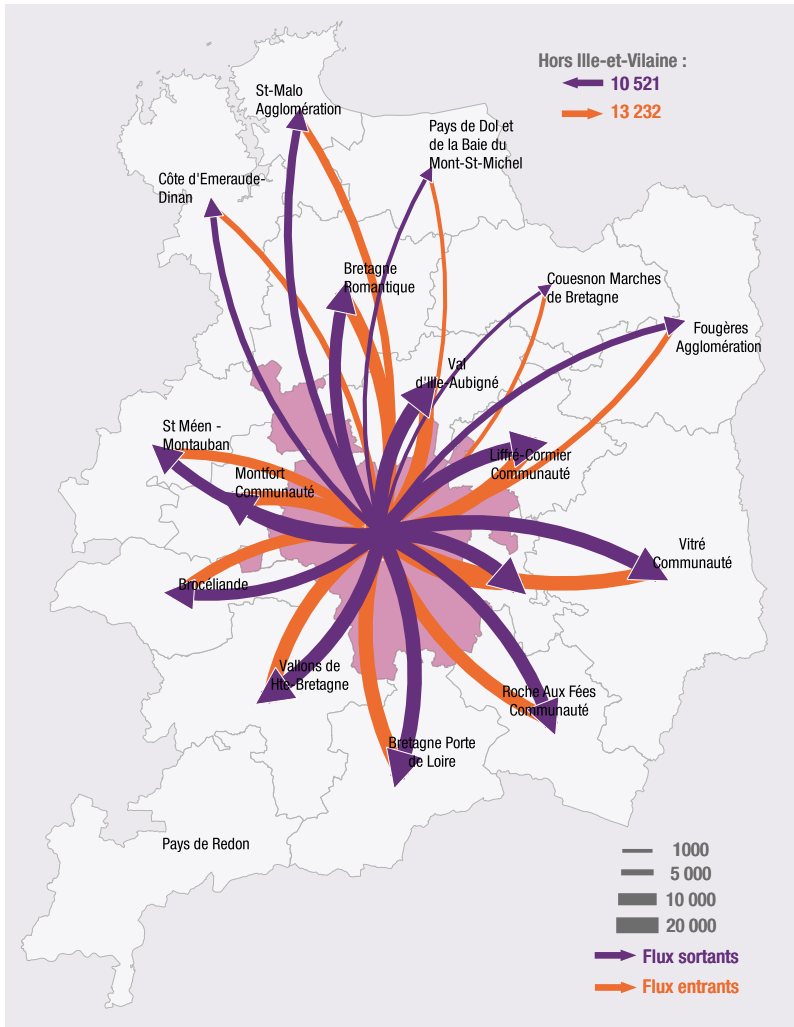 Hors Ille-et-Vilaine :
10 521
13 232
St-Malo
Agglomération
Pays de Dol et
de la Baie du
Mont-St-Michel
Côte d'Emeraude-
Dinan
Bretagne
Romantique
Couesnon Marches
de Bretagne
Fougères
Agglomération
Val
d'Ille-Aubigné
St Méen -
Montauban
Liffré-Cormier
Communauté
Montfort
Communauté
Vitré
Communauté
Brocéliande
Vallons de
Hte-Bretagne
Roche Aux Fées
Communauté
Bretagne Porte
de Loire
Pays de Redon
1000
5 000
10 000
20 000
Flux sortants
Flux entrants